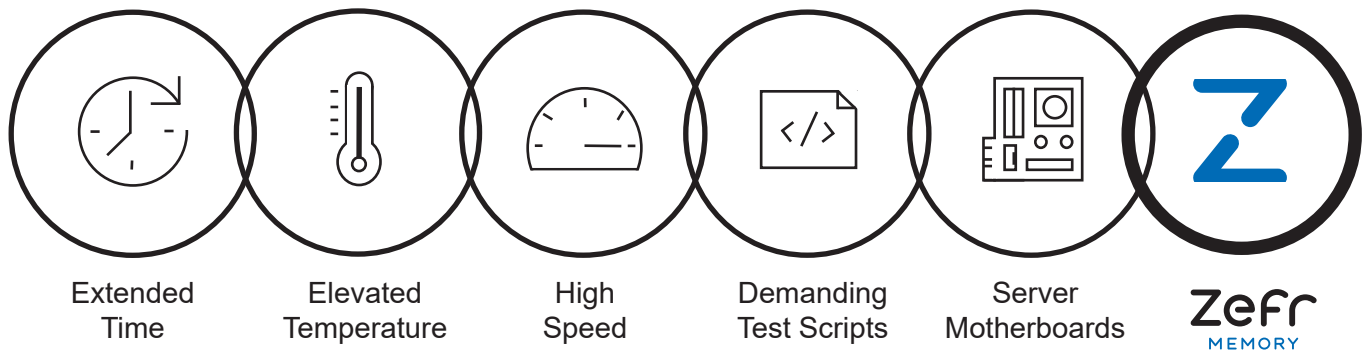 Extended
Time
Elevated
Temperature
High
Speed
Demanding
Test Scripts
Server
Motherboards
Zefr
MEMORY